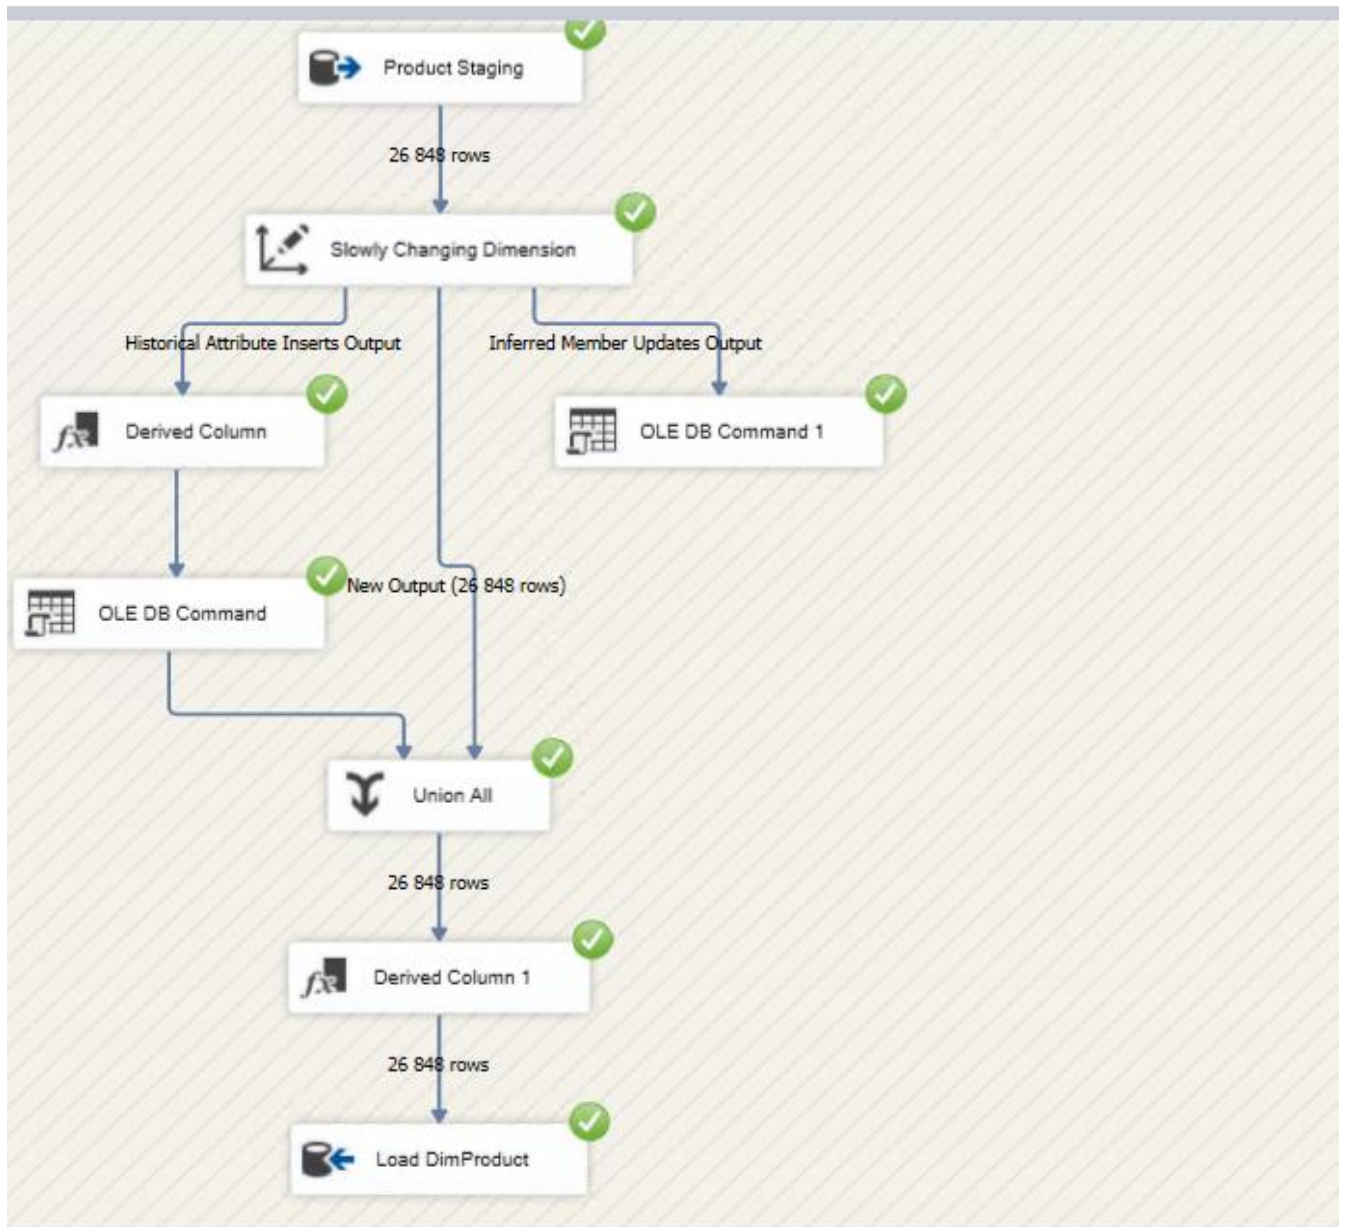 Product Staging
26 848 rows
Slowly Changing Dimension
Historical Attribute Inserts Output
Inferred Member Updates Output
Derived Column
OLE DB Command 1
New Output (26 848 rows)
OLE DB Command
Union All
26 848 rows
Derived Column 1
26 848 rows
Load DimProduct